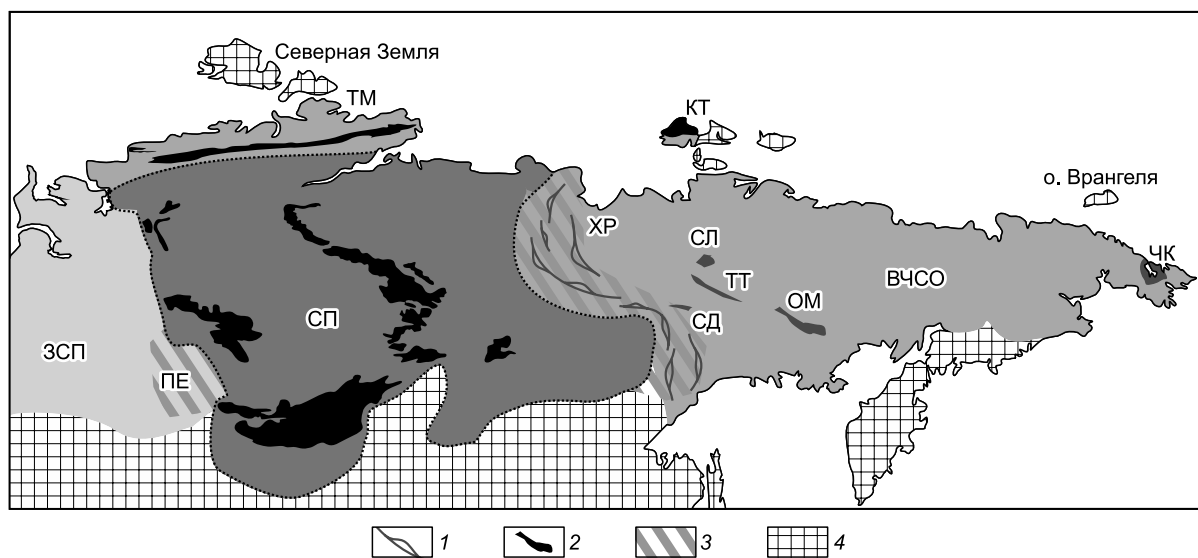 Северная Земля
ТМ
КТ
о. Врангеля
ХР
СЛ
ЧК
ТТ
ВЧСО
ОМ
СП
СД
ЗСП
ПЕ
1
2
3
4